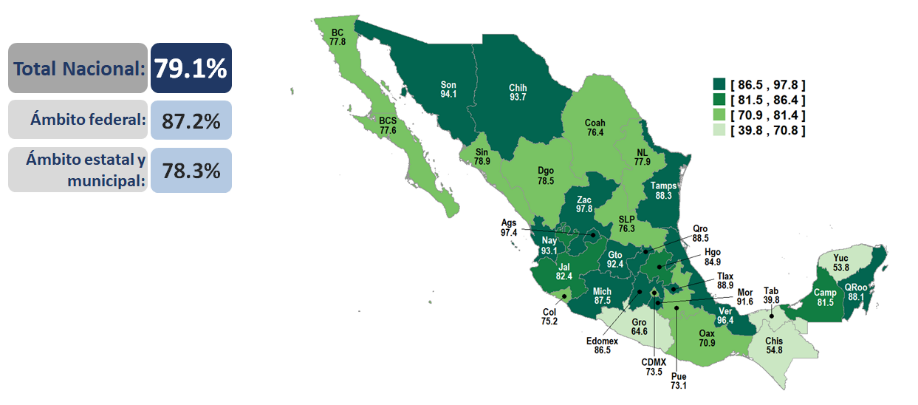 Total Nacional: 79.1%
Ámbito federal: 87.2%
Ámbito estatal y
municipal: 78.3%
[ 86.5 , 97.8 ]
[ 81.5 , 86.4 ]
[ 70.9 , 81.4 ]
[ 39.8 , 70.8 ]
BC
77.8
Son
94.1
Chih
93.7
BCS
77.6
Coah
76.4
Sin
78.9
NL
77.9
Dgo
78.5
Tamps
88.3
Zac
97.8
SLP
76.3
Ags
97.4
Nay
93.1
Qro
88.5
Hgo
84.9
Gto
92.4
Jal
82.4
Tlax
88.9
Mich
87.5
Mor
91.6
Tab
39.8
Yuc
53.8
Camp
81.5
QRoo
88.1
Col
75.2
Ver
96.4
Gro
64.6
Oax
70.9
Chis
54.8
Edomex
86.5
CDMX
73.5
Pue
73.1